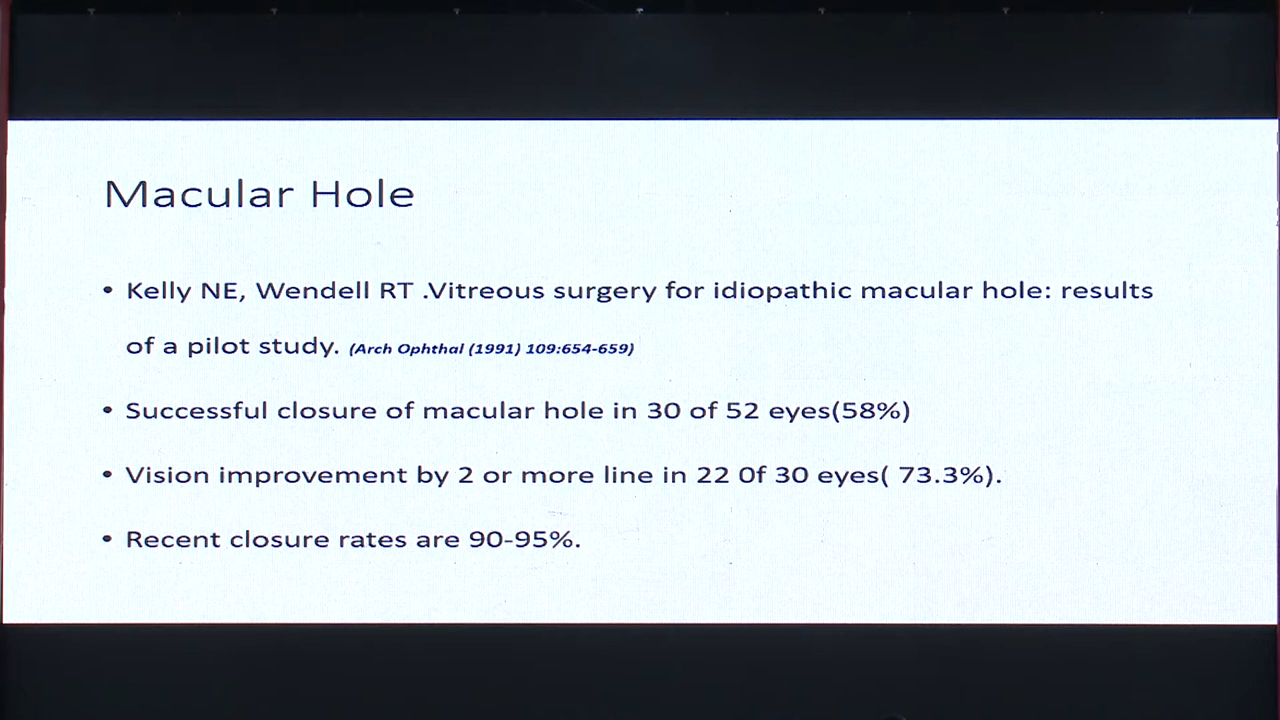 Macular Hole
• Kelly NE, Wendell RT .Vitreous surgery for idiopathic macular hole: results
of a pilot study. (Arch Ophthal (1991) 109:654-659)
• Successful closure of macular hole in 30 of 52 eyes(58%)
• Vision improvement by 2 or more line in 22 0f 30 eyes( 73.3%).
• Recent closure rates are 90-95%.